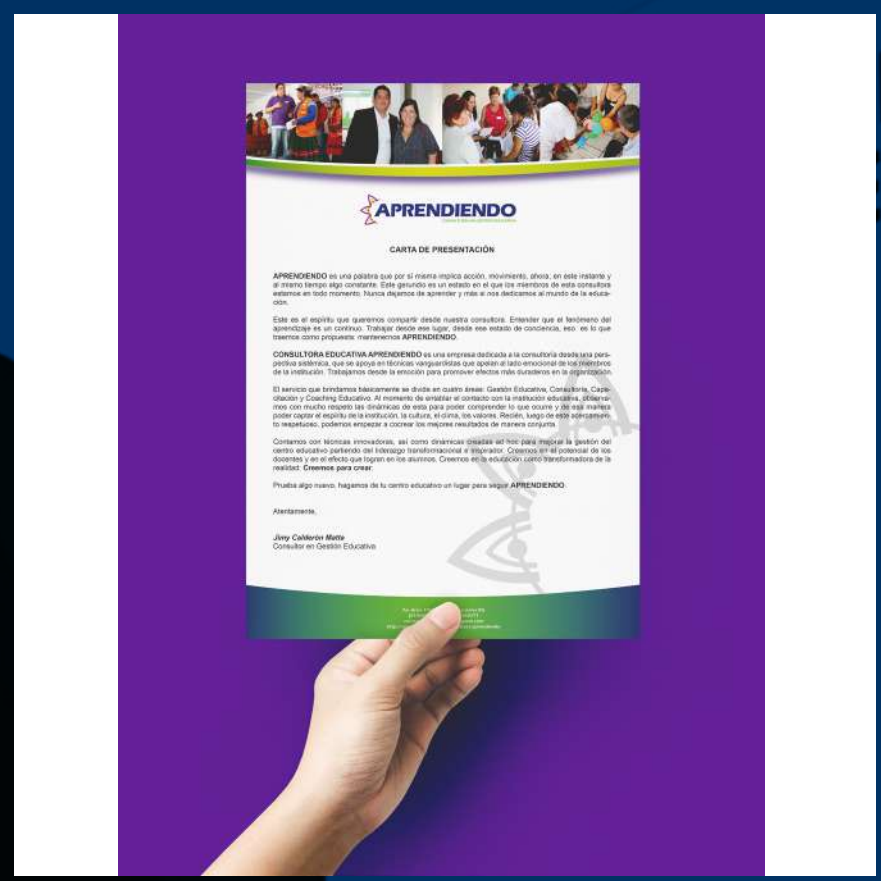 APRENDIENDO
CARTA DE PRESENTACIÓN
APRENDIENDO es una palabra que por sí misma implica acción, movimiento, ahora, en este instante y
al mismo tiempo algo constante. Este gerundio es un estado en el que los miembros de esta consultora
estamos en todo momento. Nunca dejamos de aprender y más si nos dedicamos al mundo de la educa-
ción.
Este es el espíritu que queremos compartir desde nuestra consultora. Entender que el fenómeno del
aprendizaje es un continuo. Trabajar desde ese lugar, desde ese estado de conciencia, eso es lo que
traemos como propuesta: mantenernos APRENDIENDO.
CONSULTORA EDUCATIVA APRENDIENDO es una empresa dedicada a la consultoría desde una pers-
pectiva sistémica, que se apoya en técnicas vanguardistas que apelan al lado emocional de los miembros
de la institución. Trabajamos desde la emoción para promover efectos más duraderos en la organización.
El servicio que brindamos básicamente se divide en cuatro áreas: Gestión Educativa, Consultoría, Capa-
citación y Coaching Educativo. Al momento de entablar el contacto con la institución educativa, observa-
mos con mucho respeto las dinámicas de esta para poder comprender lo que ocurre y de esa manera
poder captar el espíritu de la institución, la cultura, el clima, los valores. Recién, luego de este acercamien-
to respetuoso, podemos empezar a cocrear los mejores resultados de manera conjunta.
Contamos con técnicas innovadoras, así como dinámicas creadas ad hoc para mejorar la gestión del
centro educativo partiendo del liderazgo transformacional e inspirador. Creemos en el potencial de los
docentes y en el efecto que logran en los alumnos. Creemos en la educación como transformadora de la
realidad: Creemos para crear.
Prueba algo nuevo, hagamos de tu centro educativo un lugar para seguir APRENDIENDO.
Atentamente,
Jimy Calderón Matta
Consultor en Gestión Educativa